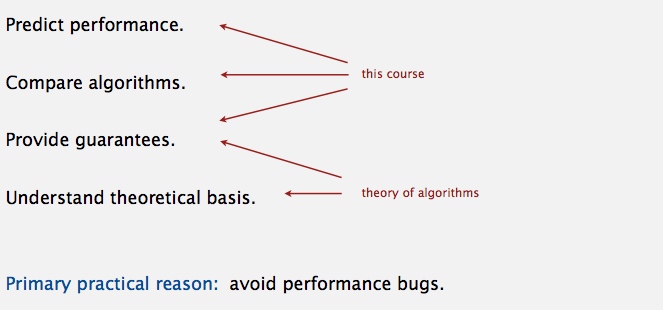 Predict performance.
this course
Compare algorithms.
Provide guarantees.
theory of algorithms
Understand theoretical basis.
Primary practical reason: avoid performance bugs.